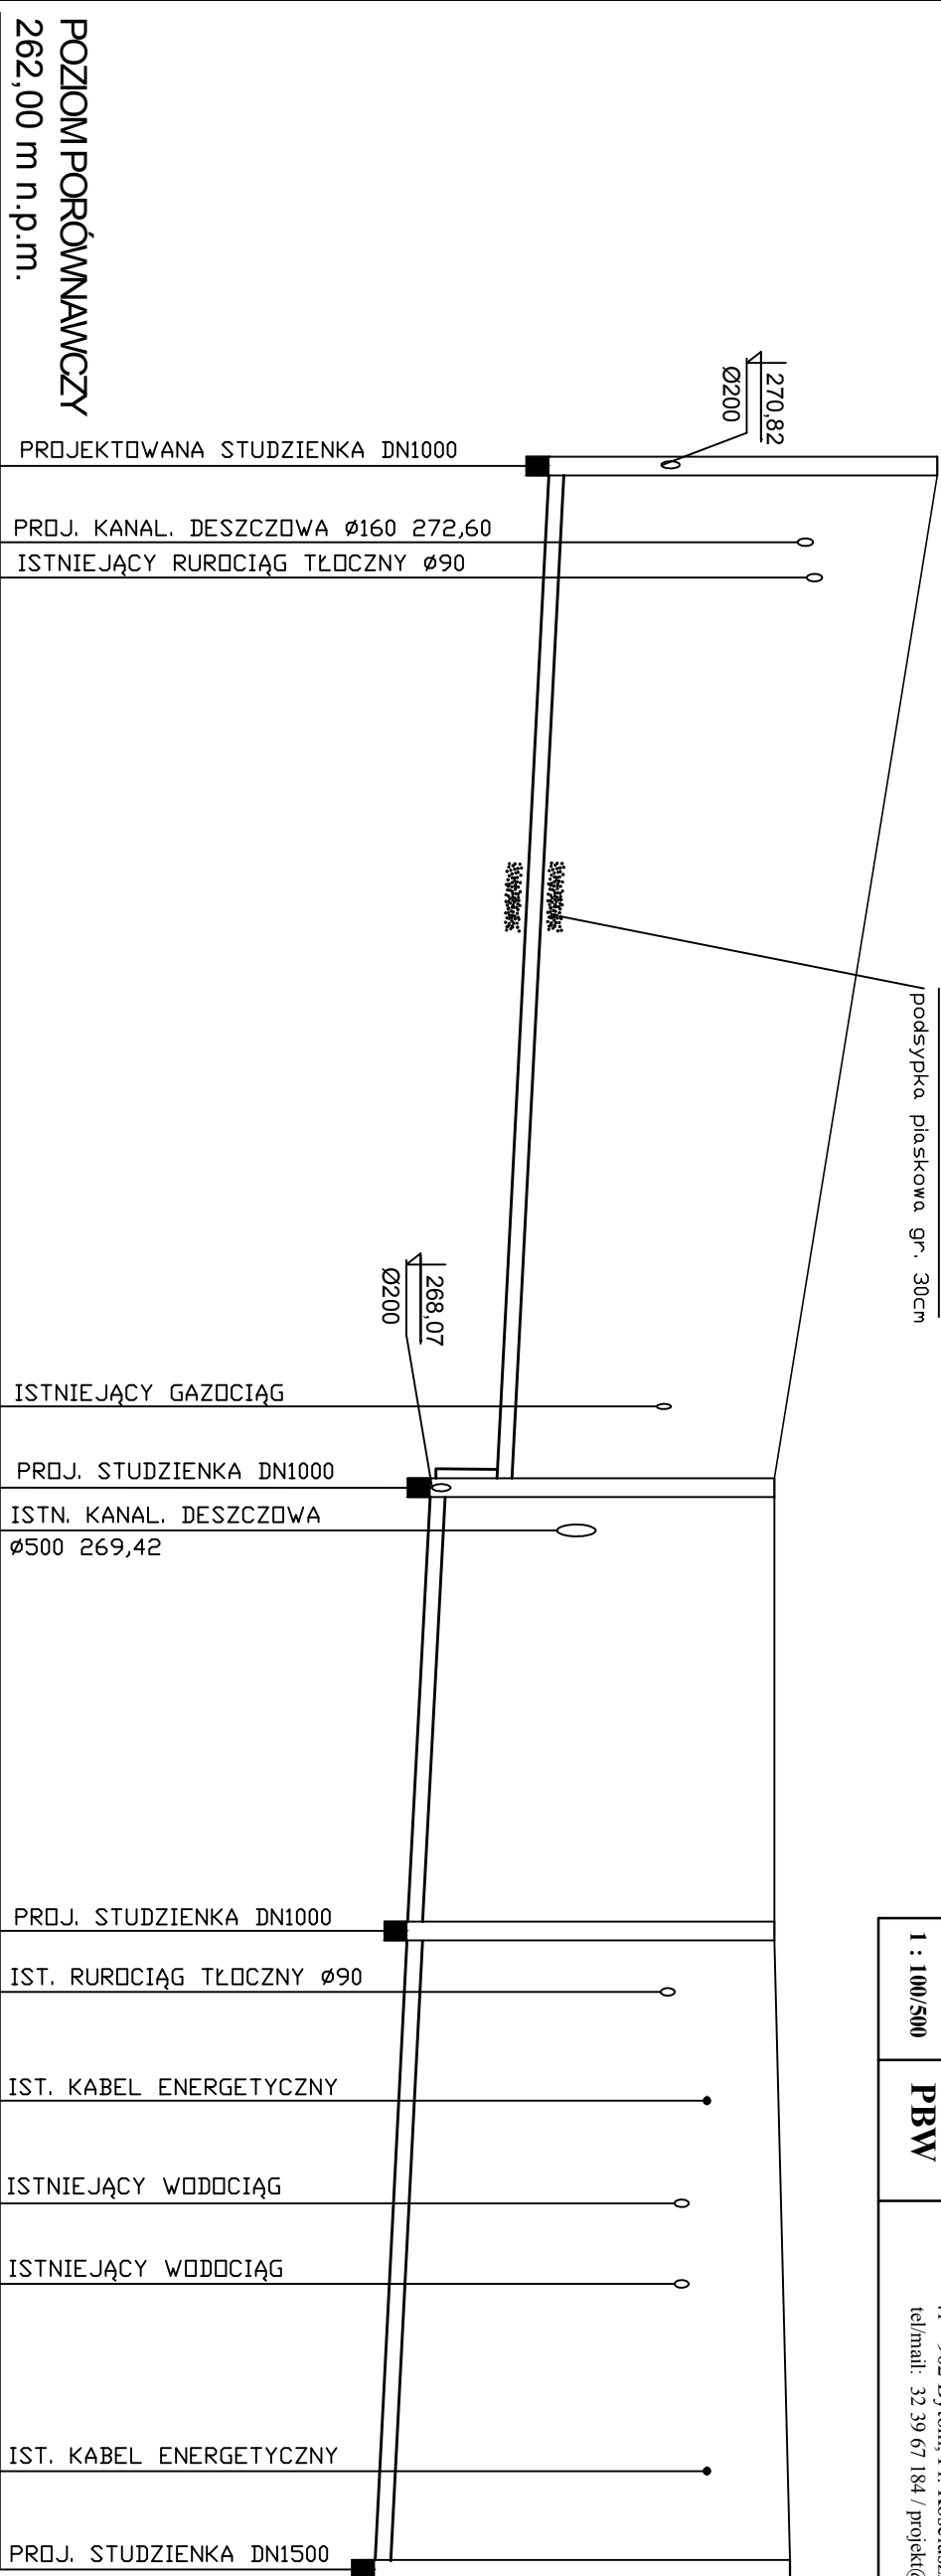 POZIOM PORÓWNAWCZY
262,00 m n.p.m.
270,82
Ø200
PROJEKTOWANA STUDZIENKA DN1000
PROJ. KANAL. DESZCZOWA Ø160 272,60
ISTNIEJĄCY RUROCIĄG TŁOCZNY Ø90
podsypka piaskowa gr. 30cm
268,07
Ø200
ISTNIEJĄCY GAZOCIĄG
PROJ. STUDZIENKA DN1000
ISTN. KANAL. DESZCZOWA
Ø500 269,42
PROJ. STUDZIENKA DN1000
1 : 100/500
PBW
IST. RUROCIĄG TŁOCZNY Ø90
IST. KABEL ENERGETYCZNY
ISTNIEJĄCY WODOCIĄG
ISTNIEJĄCY WODOCIĄG
tel/mail: 32 39 67 184 / projekt@
IST. KABEL ENERGETYCZNY
PROJ. STUDZIENKA DN1500